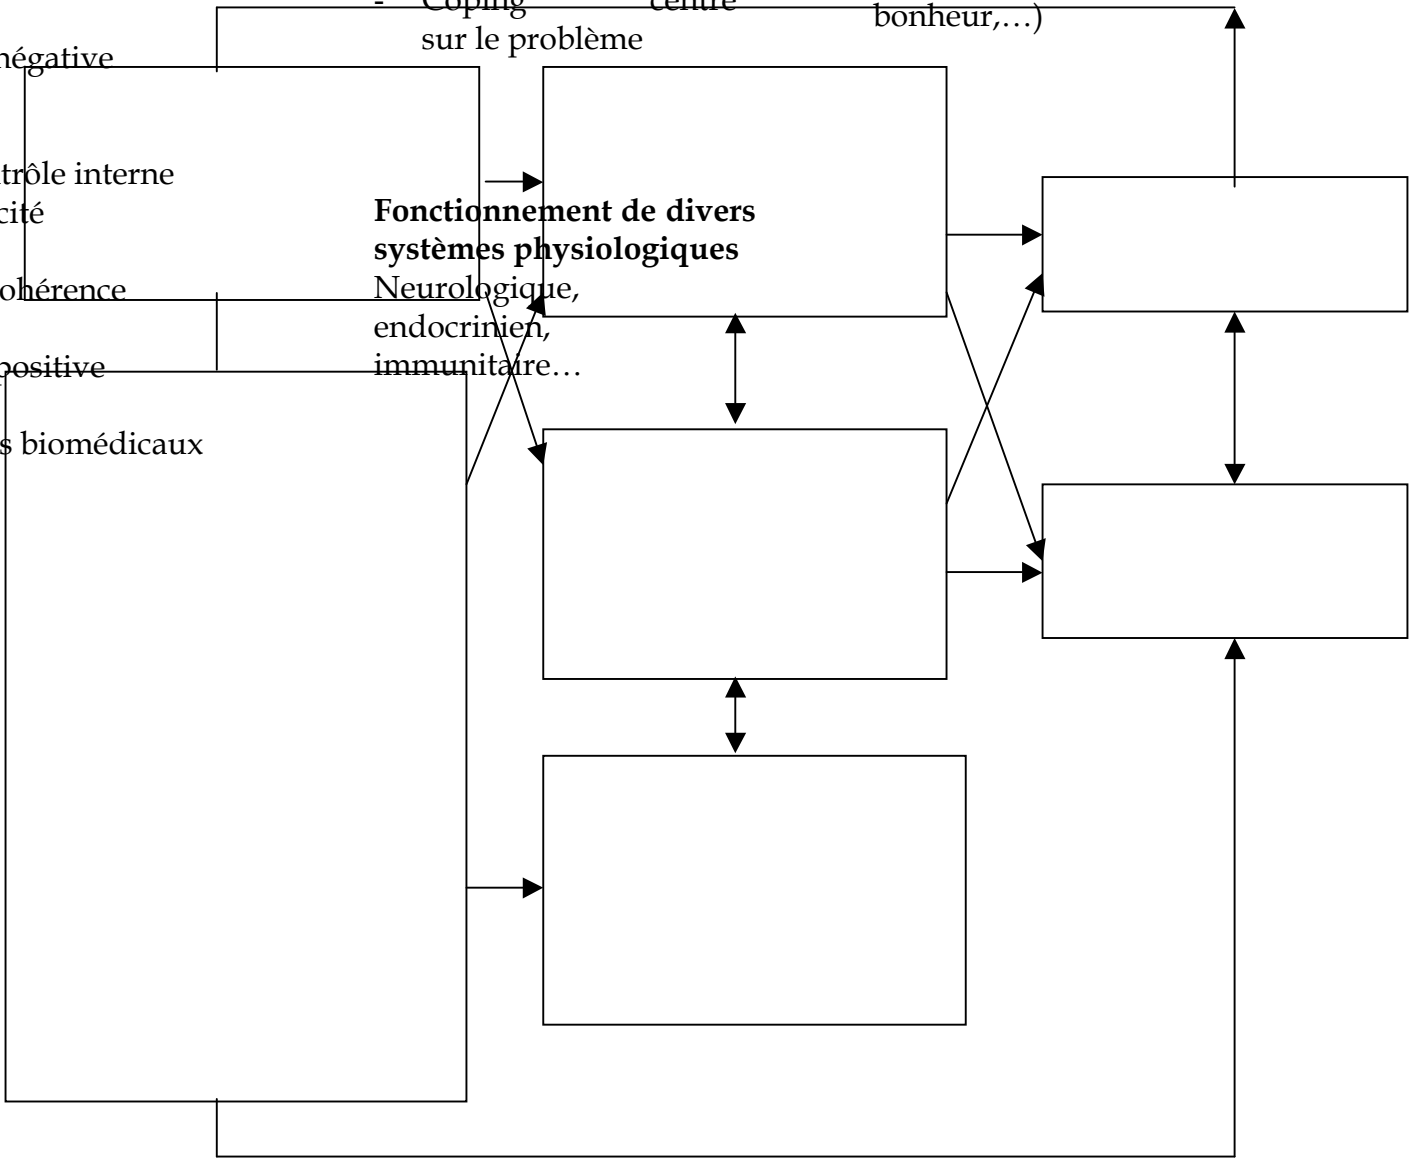 - Coping centré
sur le problème
bonheur,…)
négative
trôle interne
cité
ohérence
positive
s biomédicaux
Fonctionnement de divers
systèmes physiologiques
Neurologique,
endocrinien,
immunitaire…